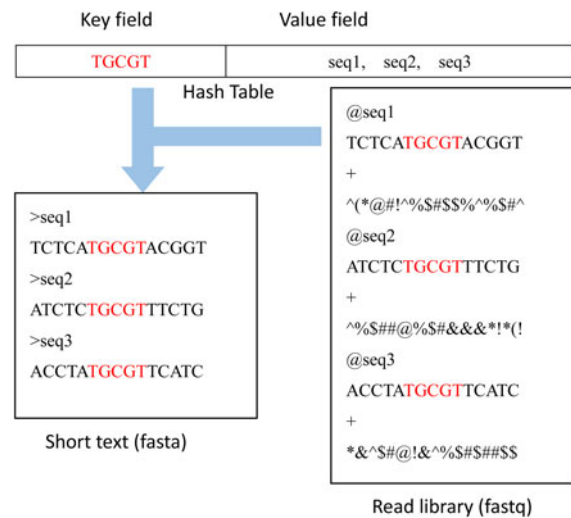 Key field Value field
TGCGT seq1, seq2, seq3
Hash Table
>seq1
TCTCATGCGTACGGT
>seq2
ATCTCTGCGTTTCTG
>seq3
ACCTATGCGTTCATC
Short text (fasta)
@seq1
TCTCATGCGTACGGT
+
^(*@#!^%$#$$%^%$#^
@seq2
ATCTCTGCGTTTCTG
+
^%$##@%$#&&&*!*(!
@seq3
ACCTATGCGTTCATC
+
*&^$#@!&^%$#$##$$
Read library (fastq)